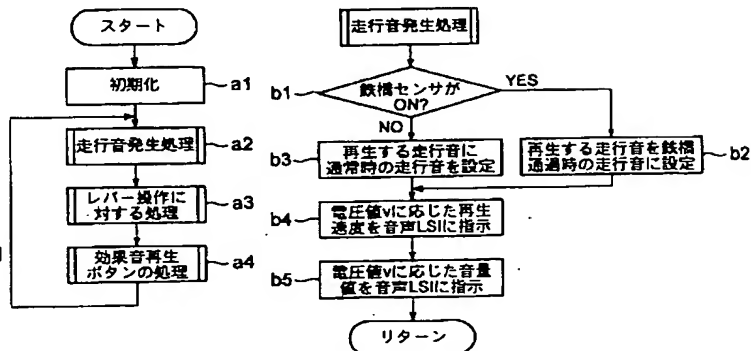 スタート
初期化
a1
走行音発生処理
a2
レバー操作に
対する処理
a3
効果音再生
ボタンの処理
a4
走行音発生処理
b1
鉄橋センサが
ON?
YES
NO
b3
再生する走行音に
通常時の走行音を設定
再生する走行音を鉄橋
通過時の走行音に設定
b2
b4
電圧値vに応じた再生
速度を音声LSIに指示
b5
電圧値vに応じた音量
値を音声LSIに指示
リターン